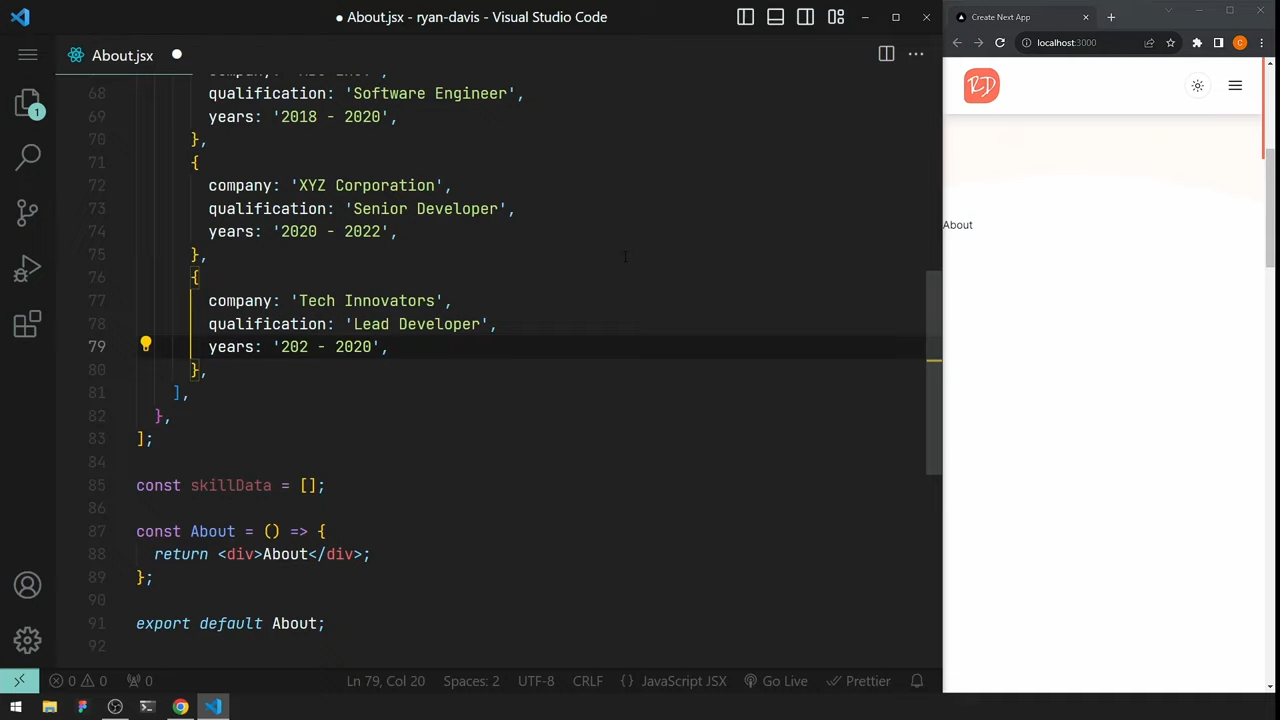 About.jsx - ryan-davis - Visual Studio Code
About.jsx
68 qualification: 'Software Engineer',
69 years: '2018 - 2020',
70 },
71 {
72 company: 'XYZ Corporation',
73 qualification: 'Senior Developer',
74 years: '2020 - 2022',
75 },
76 {
77 company: 'Tech Innovators',
78 qualification: 'Lead Developer',
79 years: '202 - 2020',
80 },
81 ],
82 },
83 ];
84
85 const skillData = [];
86
87 const About = () => {
88 return <div>About</div>;
89 };
90
91 export default About;
92
1
0 0 0
Ln 79, Col 20
Spaces: 2
UTF-8
CRLF
{} JavaScript JSX
Go Live
Prettier
Create Next App
localhost:3000
C
RD
About